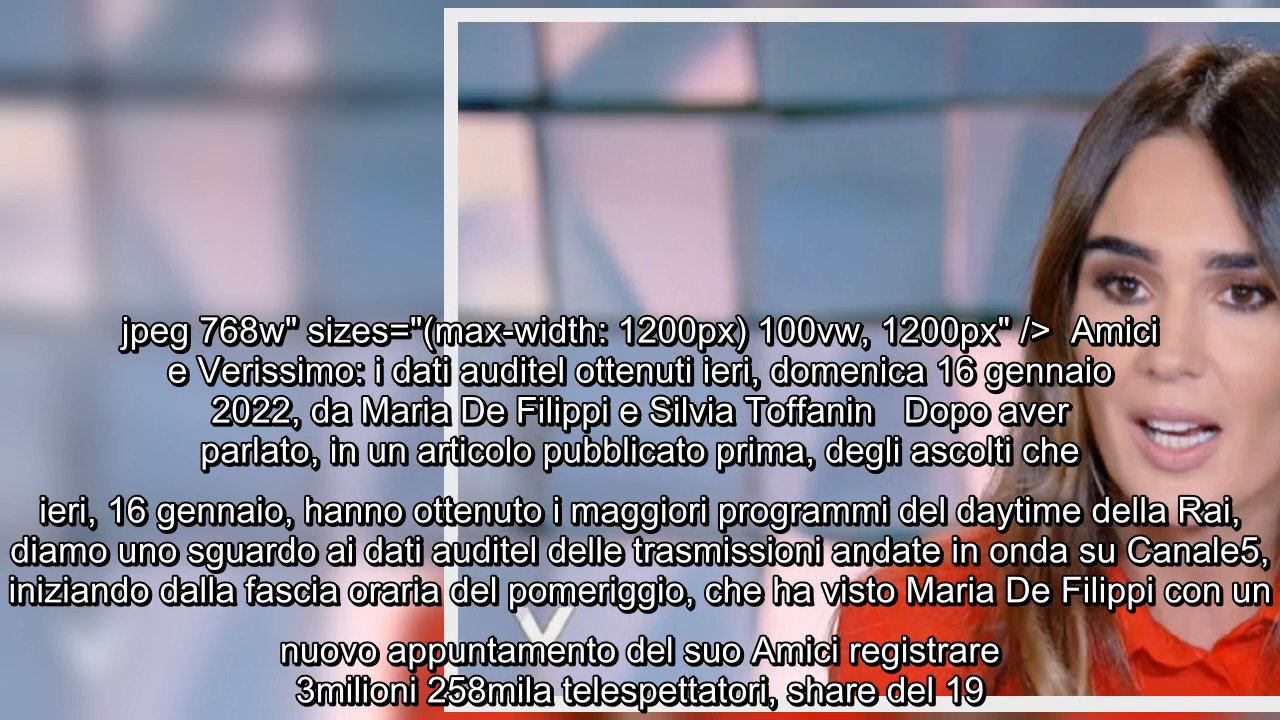 jpeg 768w" sizes="(max-width: 1200px) 100vw, 1200px" /> Amici
e Verissimo: i dati auditel ottenuti ieri, domenica 16 gennaio
2022, da Maria De Filippi e Silvia Toffanin Dopo aver
parlato, in un articolo pubblicato prima, degli ascolti che
ieri, 16 gennaio, hanno ottenuto i maggiori programmi del daytime della Rai,
diamo uno sguardo ai dati auditel delle trasmissioni andate in onda su Canale5,
iniziando dalla fascia oraria del pomeriggio, che ha visto Maria De Filippi con un
nuovo appuntamento del suo Amici registrare
3milioni 258mila telespettatori, share del 19